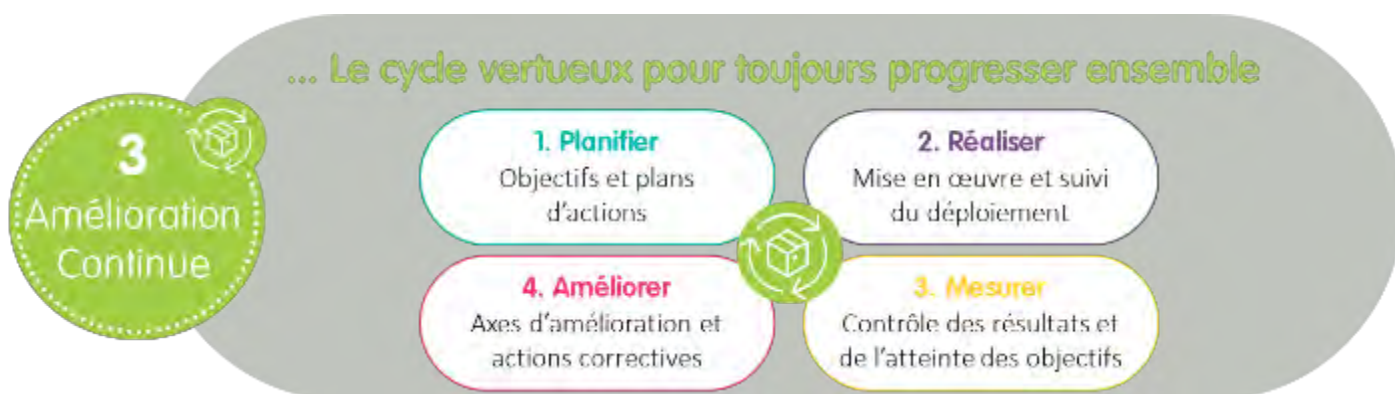 ... Le cycle vertueux pour toujours progresser ensemble
3
Amélioration
Continue
1. Planifier
Objectifs et plans
d'actions
2. Réaliser
Mise en œuvre et suivi
du déploiement
4. Améliorer
Axes d'amélioration et
actions correctives
3. Mesurer
Contrôle des résultats et
de l'atteinte des objectifs